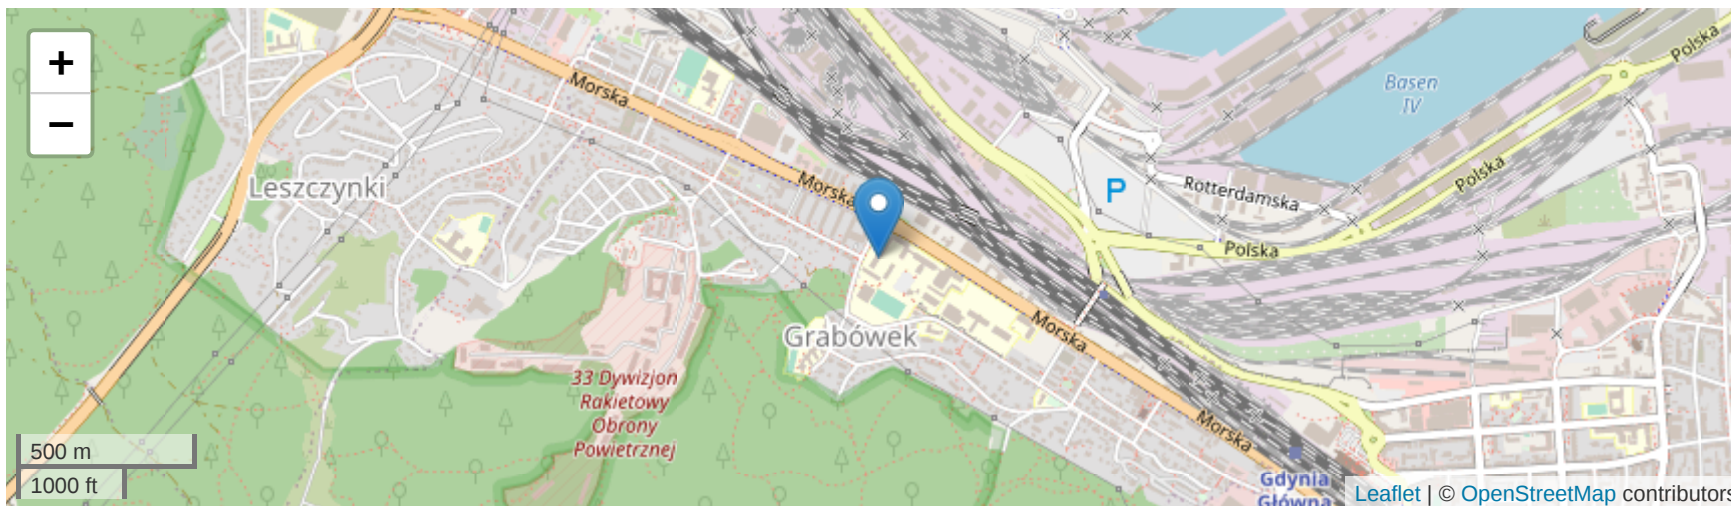 +
−
Morska
Polska
Basen
IV
Leszczynki
Morska
P
Rotterdamska
Polska
Polska
Grabówek
Morska
33 Dywizjon
Rakietowy
Obrony
Powietrznej
Morska
500 m
1000 ft
Gdynia
Główna
Leaflet | © OpenStreetMap contributors